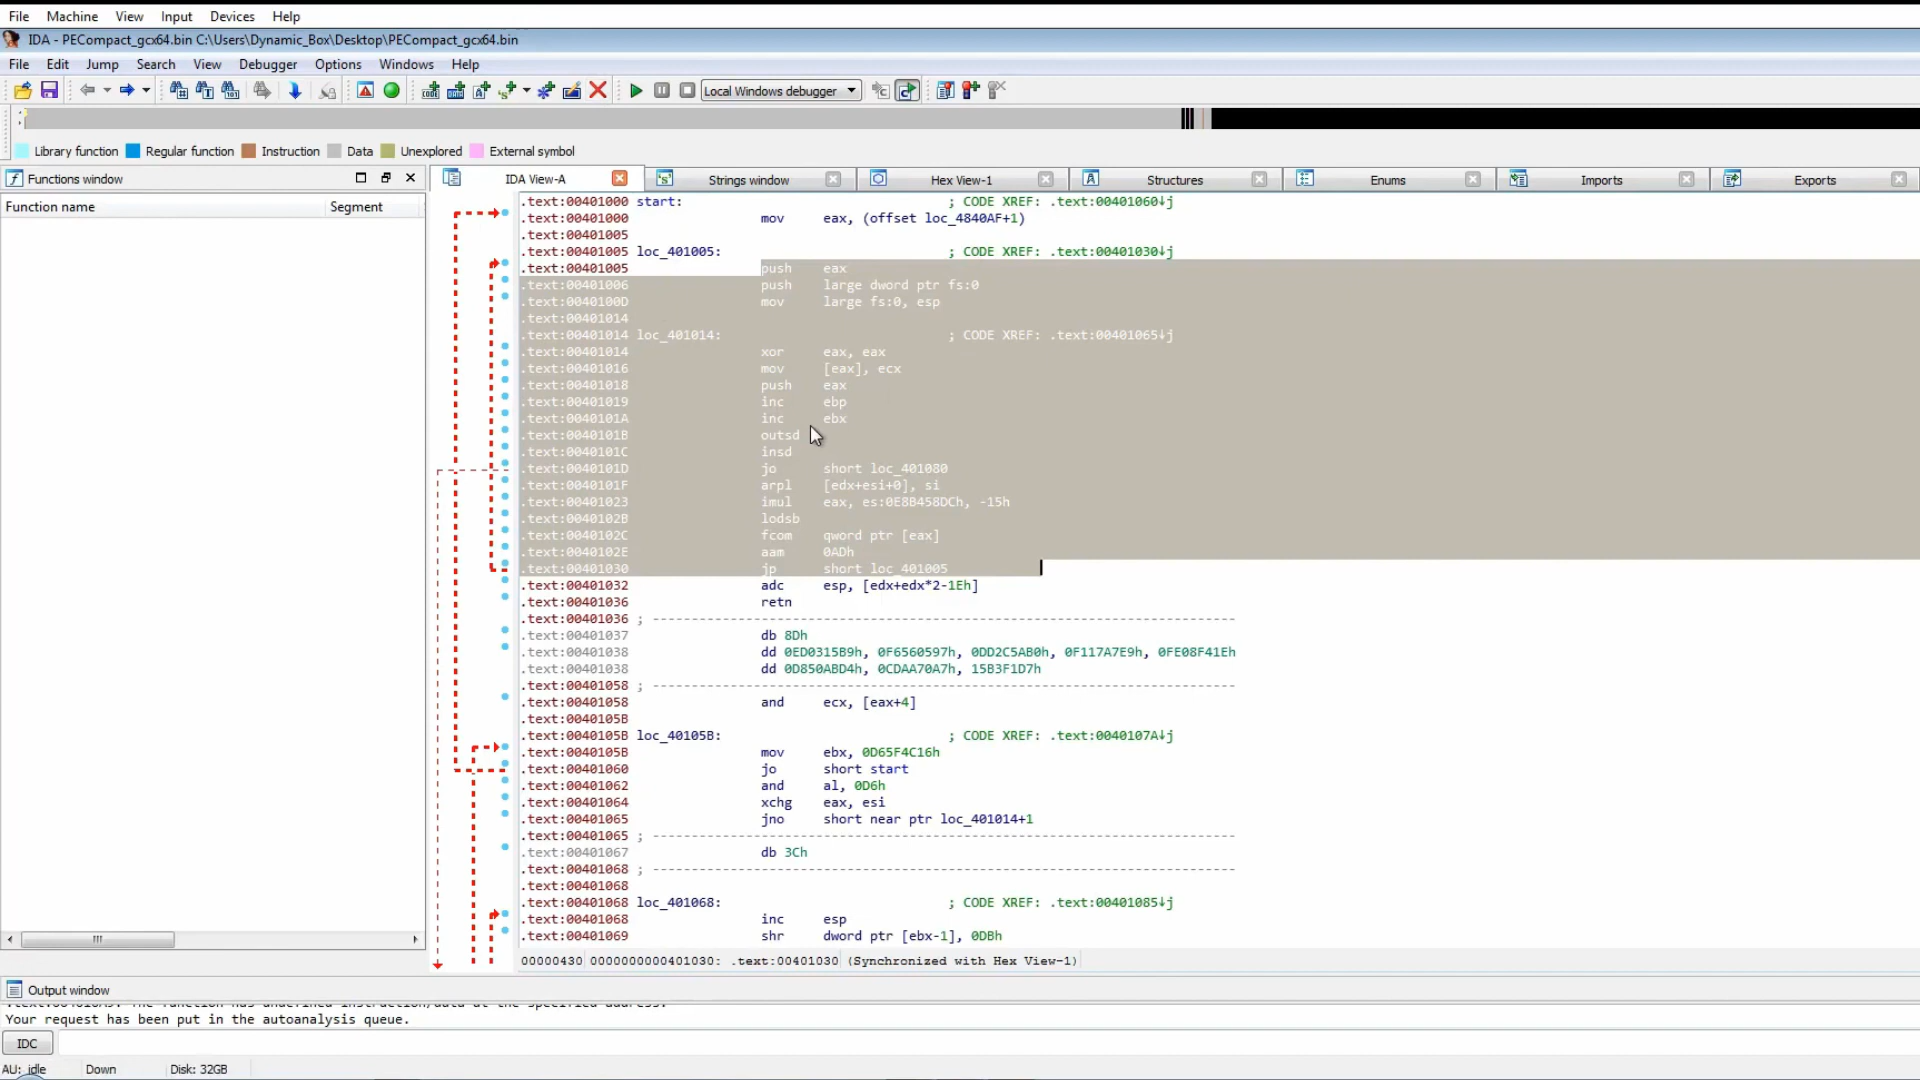 File Machine View Input Devices Help
IDA - PECompact_gcx64.bin C:\Users\Dynamic_Box\Desktop\PECompact_gcx64.bin
File Edit Jump Search View Debugger Options Windows Help
Local Windows debugger
Library function Regular function Instruction Data Unexplored External symbol
Functions window IDA View-A Strings window Hex View-1 Structures Enums Imports Exports
Function name Segment
.text:00401000 start: ; CODE XREF: .text:00401060↓j
.text:00401000 mov eax, (offset loc_4840AF+1)
.text:00401005
.text:00401005 loc_401005: ; CODE XREF: .text:00401030↓j
.text:00401005 push eax
.text:00401006 push large dword ptr fs:0
.text:0040100D mov large fs:0, esp
.text:00401014
.text:00401014 loc_401014: ; CODE XREF: .text:00401065↓j
.text:00401014 xor eax, eax
.text:00401016 mov [eax], ecx
.text:00401018 push eax
.text:00401019 inc ebp
.text:0040101A inc ebx
.text:0040101B outsd
.text:0040101C insd
.text:0040101D jo short loc_401080
.text:0040101F arpl [edx+esi+0], si
.text:00401023 imul eax, es:0E8B458DCh, -15h
.text:0040102B lodsb
.text:0040102C fcom qword ptr [eax]
.text:0040102E aam 0ADh
.text:00401030 jp short loc_401005
.text:00401032 adc esp, [edx+edx*2-1Eh]
.text:00401036 retn
.text:00401036 ; ---------------------------------------------------------------------------
.text:00401037 db 8Dh
.text:00401038 dd 0ED0315B9h, 0F6560597h, 0DD2C5AB0h, 0F117A7E9h, 0FE08F41Eh
.text:00401038 dd 0D850ABD4h, 0CDAA70A7h, 15B3F1D7h
.text:00401058 ; ---------------------------------------------------------------------------
.text:00401058 and ecx, [eax+4]
.text:0040105B
.text:0040105B loc_40105B: ; CODE XREF: .text:0040107A↓j
.text:0040105B mov ebx, 0D65F4C16h
.text:00401060 jo short start
.text:00401062 and al, 0D6h
.text:00401064 xchg eax, esi
.text:00401065 jno short near ptr loc_401014+1
.text:00401065 ; ---------------------------------------------------------------------------
.text:00401067 db 3Ch
.text:00401068 ; ---------------------------------------------------------------------------
.text:00401068
.text:00401068 loc_401068: ; CODE XREF: .text:00401085↓j
.text:00401068 inc esp
.text:00401069 shr dword ptr [ebx-1], 0DBh
00000430 0000000000401030: .text:00401030 (Synchronized with Hex View-1)
Output window
Your request has been put in the autoanalysis queue.
IDC
AU: idle Down Disk: 32GB